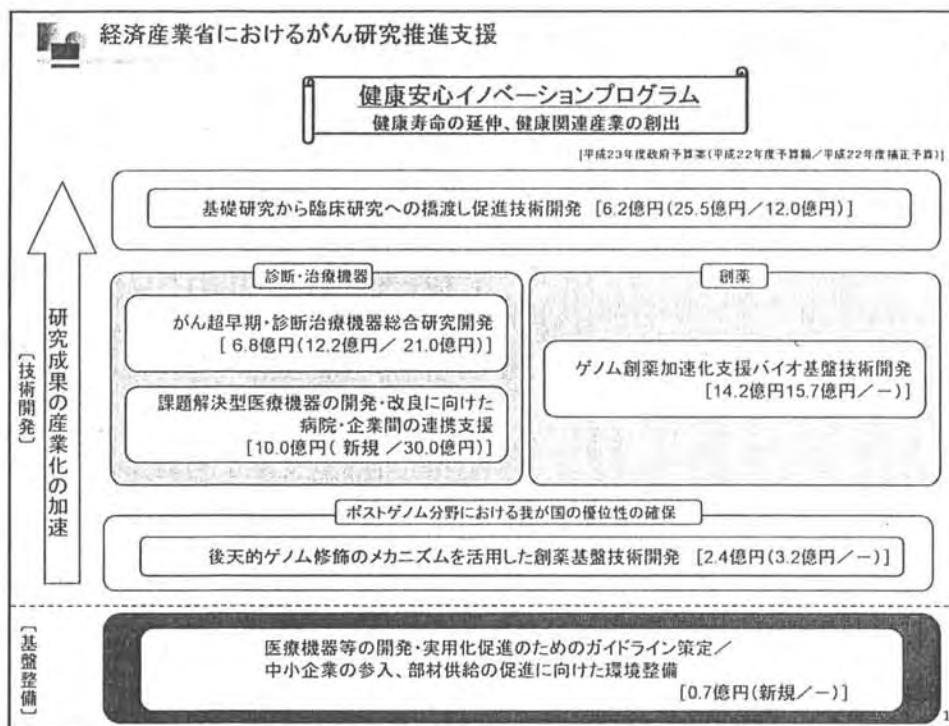 経済産業省におけるがん研究推進支援
健康安心イノベーションプログラム
健康寿命の延伸、健康関連産業の創出
[平成23年度政府予算案(平成22年度予算額／平成22年度補正予算)]
基礎研究から臨床研究への橋渡し促進技術開発 [6.2億円(25.5億円／12.0億円)]
診断・治療機器
がん超早期・診断治療機器総合研究開発
[ 6.8億円(12.2億円／ 21.0億円)]
課題解決型医療機器の開発・改良に向けた
病院・企業間の連携支援
[10.0億円( 新規 ／30.0億円)]
創薬
ゲノム創薬加速化支援バイオ基盤技術開発
[14.2億円15.7億円／－)]
ポストゲノム分野における我が国の優位性の確保
後天的ゲノム修飾のメカニズムを活用した創薬基盤技術開発 [2.4億円(3.2億円／－)]
研究成果の産業化の加速
[技術開発]
[基盤整備]
医療機器等の開発・実用化促進のためのガイドライン策定／
中小企業の参入、部材供給の促進に向けた環境整備
[0.7億円(新規／－)]
1